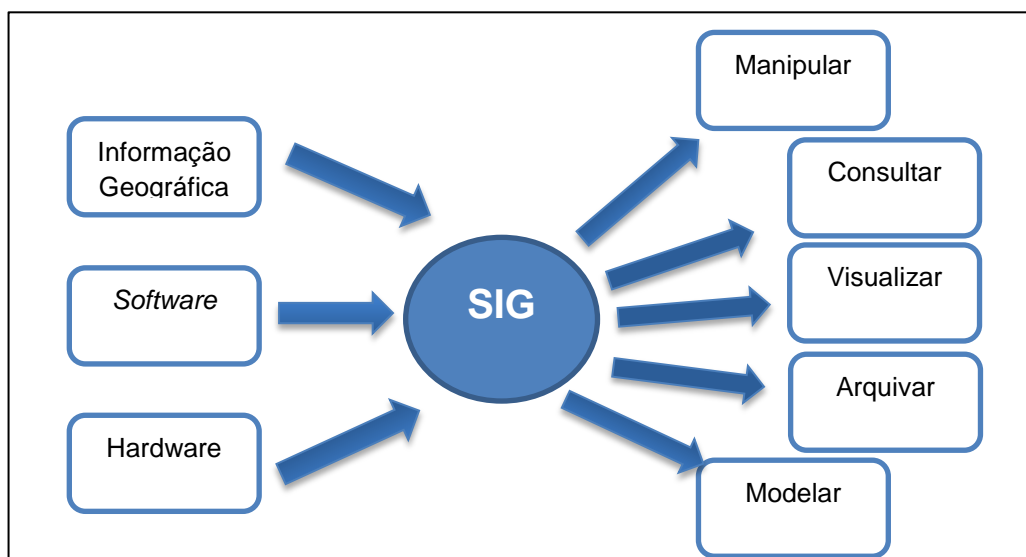 Informação
Geográfica
Software
Hardware
SIG
Manipular
Consultar
Visualizar
Arquivar
Modelar